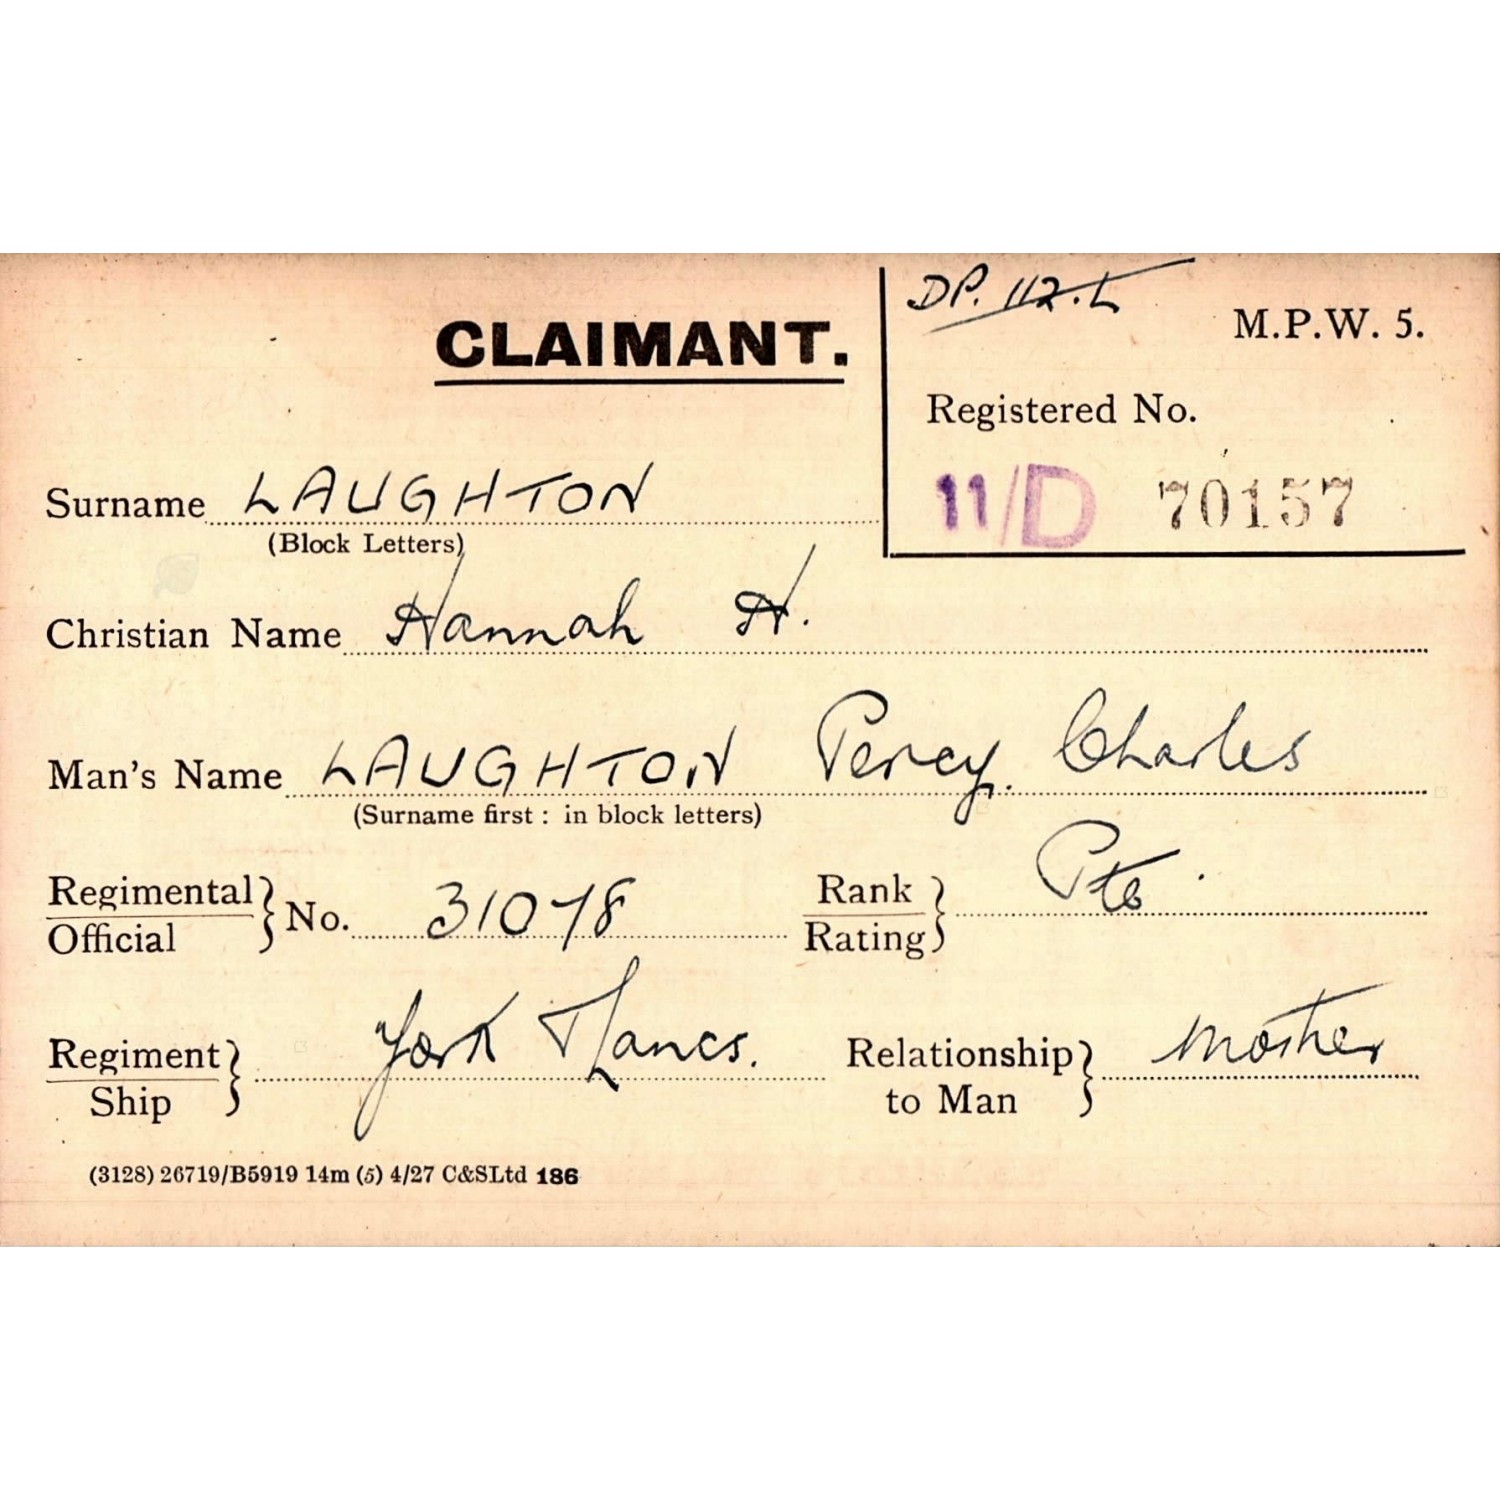 DP. 112.L
M.P.W. 5.
CLAIMANT.
Registered No.
11/D 70157
Surname LAUGHTON
(Block Letters)
Christian Name Hannah H.
Man's Name LAUGHTON Percy. Charles
(Surname first : in block letters)
Regimental
Official } No. 31078
Rank
Rating } Pte.
Regiment
Ship } York & Lancs.
Relationship
to Man } mother
(3128) 26719/B5919 14m (5) 4/27 C&SLtd 186